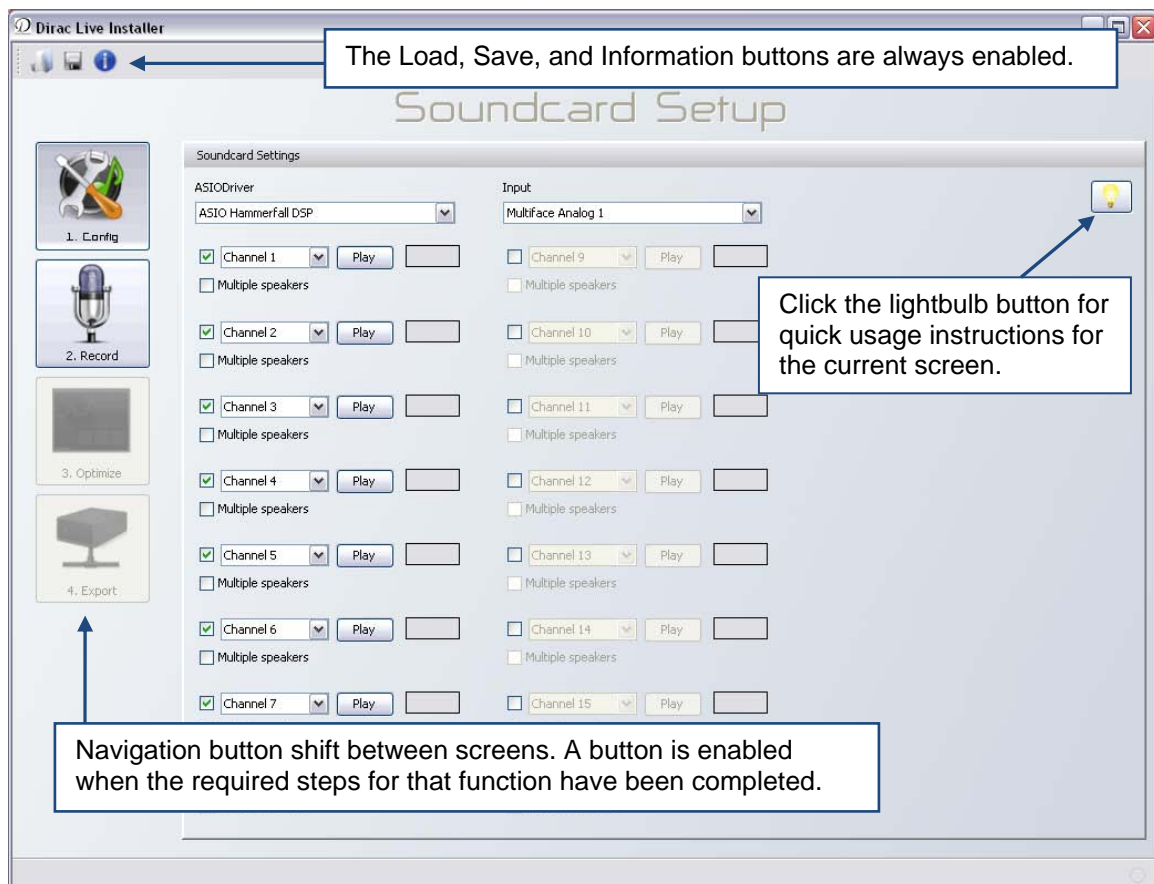 Dirac Live Installer
The Load, Save, and Information buttons are always enabled.
Soundcard Setup
Soundcard Settings
ASIODriver Input
ASIO Hammerfall DSP Multiface Analog 1
1. Config
Channel 1 Play Channel 9 Play
Multiple speakers Multiple speakers
Click the lightbulb button for
quick usage instructions for
the current screen.
2. Record
Channel 2 Play Channel 10 Play
Multiple speakers Multiple speakers
Channel 3 Play Channel 11 Play
Multiple speakers Multiple speakers
3. Optimize
Channel 4 Play Channel 12 Play
Multiple speakers Multiple speakers
Channel 5 Play Channel 13 Play
Multiple speakers Multiple speakers
4. Export
Channel 6 Play Channel 14 Play
Multiple speakers Multiple speakers
Channel 7 Play Channel 15 Play
Navigation button shift between screens. A button is enabled
when the required steps for that function have been completed.